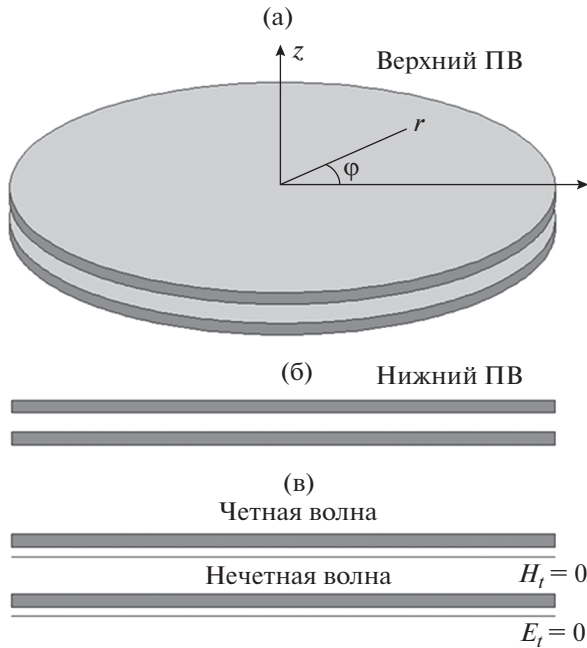 (а)
z
Верхний ПВ
r
φ
(б)
Нижний ПВ
(в)
Четная волна
Нечетная волна
H_t = 0
E_t = 0